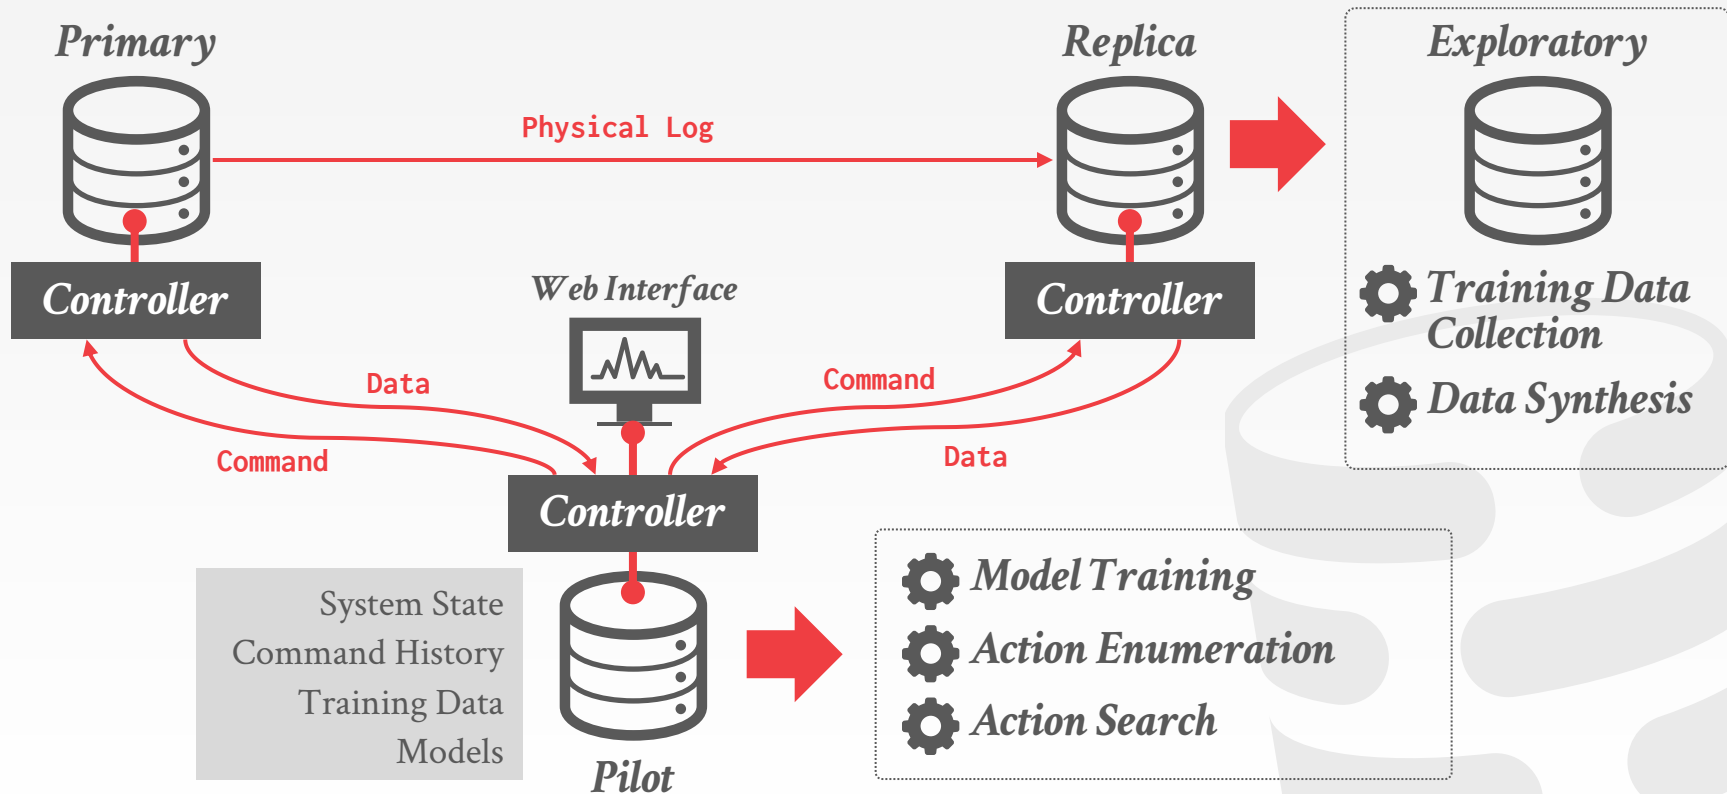 Primary
Replica
Exploratory
Physical Log
Controller
Web Interface
Controller
Training Data
Collection
Data
Command
Data Synthesis
Command
Data
Controller
System State
Command History
Training Data
Models
Pilot
Model Training
Action Enumeration
Action Search